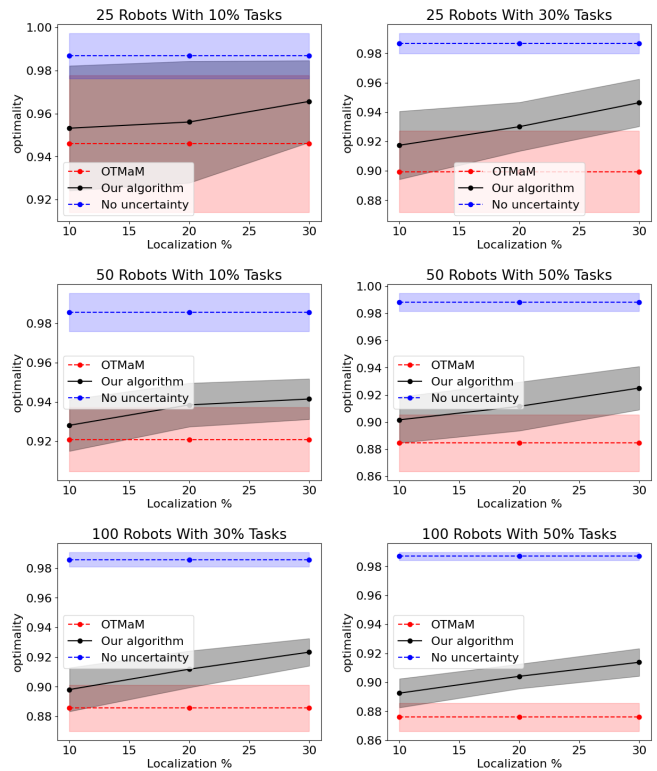 25 Robots With 10% Tasks
1.00
0.98
0.96
0.94
0.92
optimality
OTMaM
Our algorithm
No uncertainty
10 15 20 25 30
Localization %
25 Robots With 30% Tasks
0.98
0.96
0.94
0.92
0.90
0.88
optimality
OTMaM
Our algorithm
No uncertainty
10 15 20 25 30
Localization %
50 Robots With 10% Tasks
0.98
0.96
0.94
0.92
optimality
OTMaM
Our algorithm
No uncertainty
10 15 20 25 30
Localization %
50 Robots With 50% Tasks
1.00
0.98
0.96
0.94
0.92
0.90
0.88
0.86
optimality
OTMaM
Our algorithm
No uncertainty
10 15 20 25 30
Localization %
100 Robots With 30% Tasks
0.98
0.96
0.94
0.92
0.90
0.88
optimality
OTMaM
Our algorithm
No uncertainty
10 15 20 25 30
Localization %
100 Robots With 50% Tasks
0.98
0.96
0.94
0.92
0.90
0.88
0.86
optimality
OTMaM
Our algorithm
No uncertainty
10 15 20 25 30
Localization %